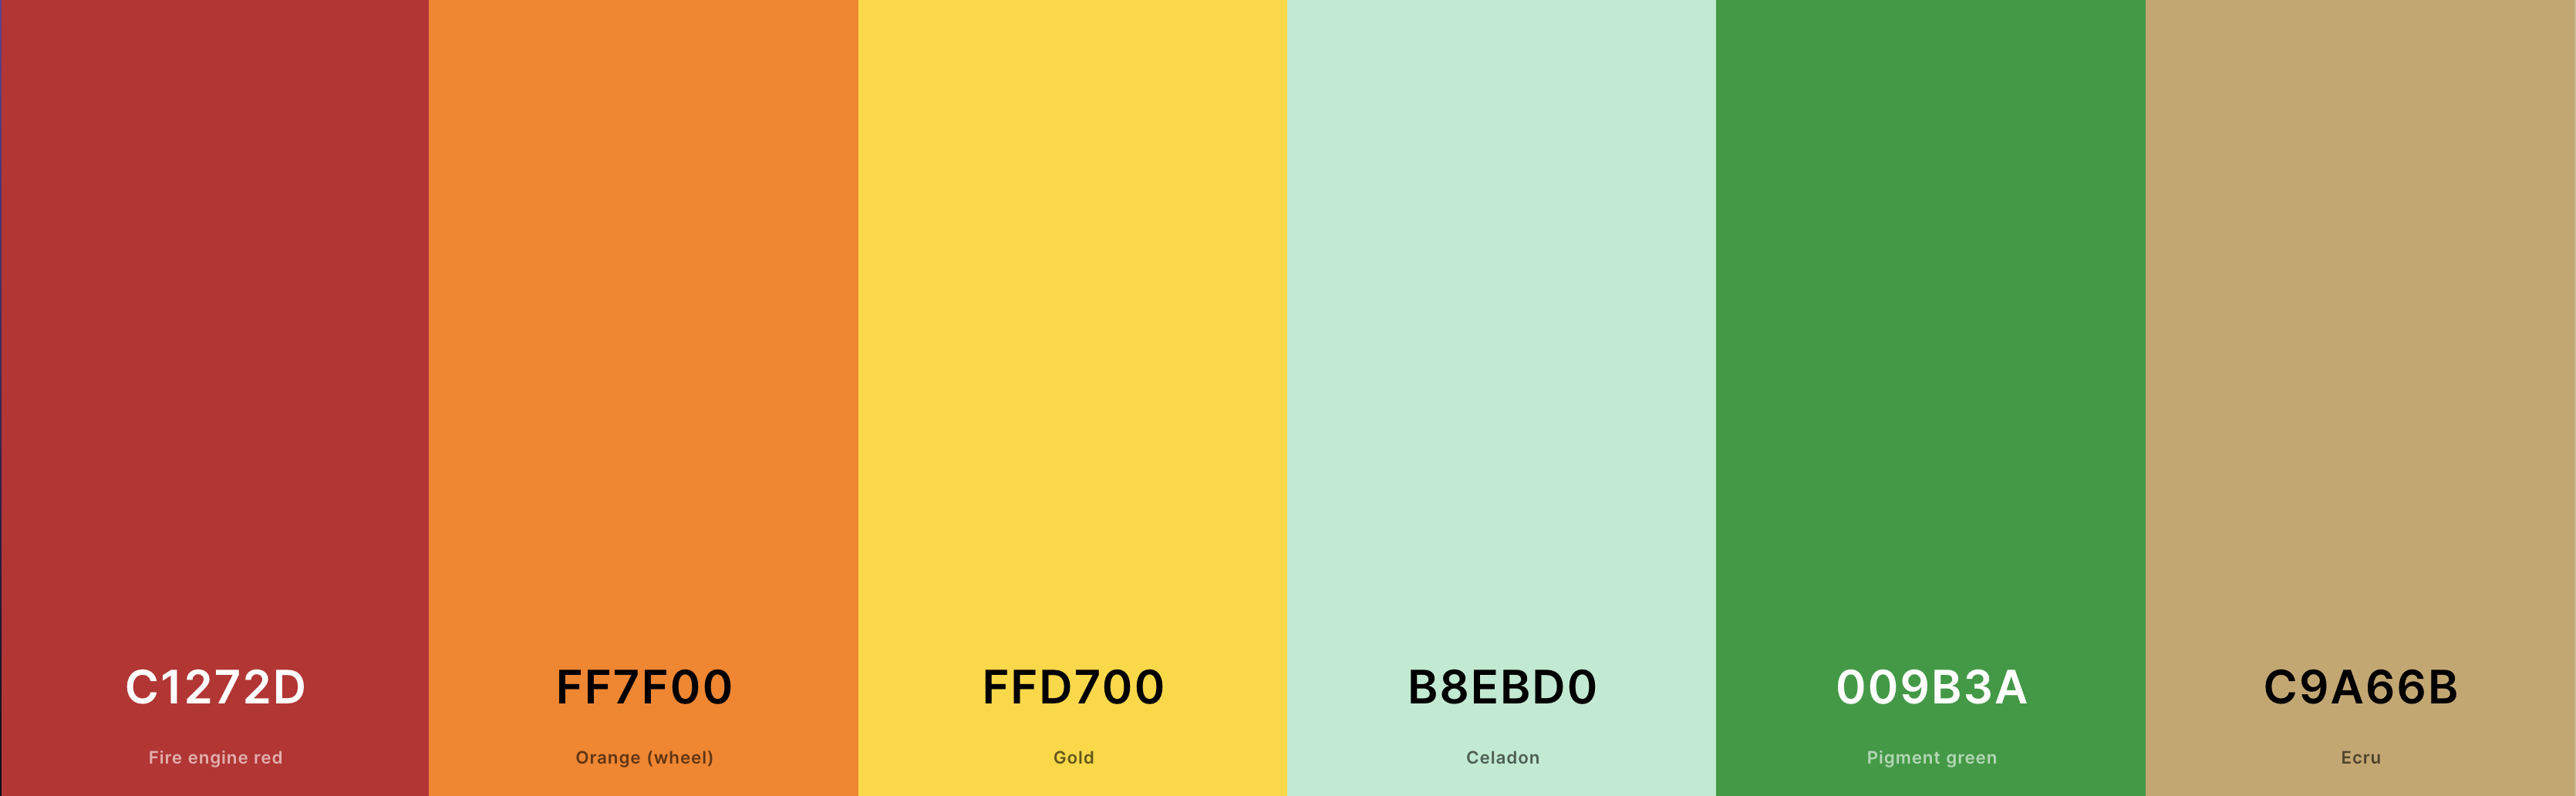 C1272D
Fire engine red
FF7F00
Orange (wheel)
FFD700
Gold
B8EBD0
Celadon
009B3A
Pigment green
C9A66B
Ecru